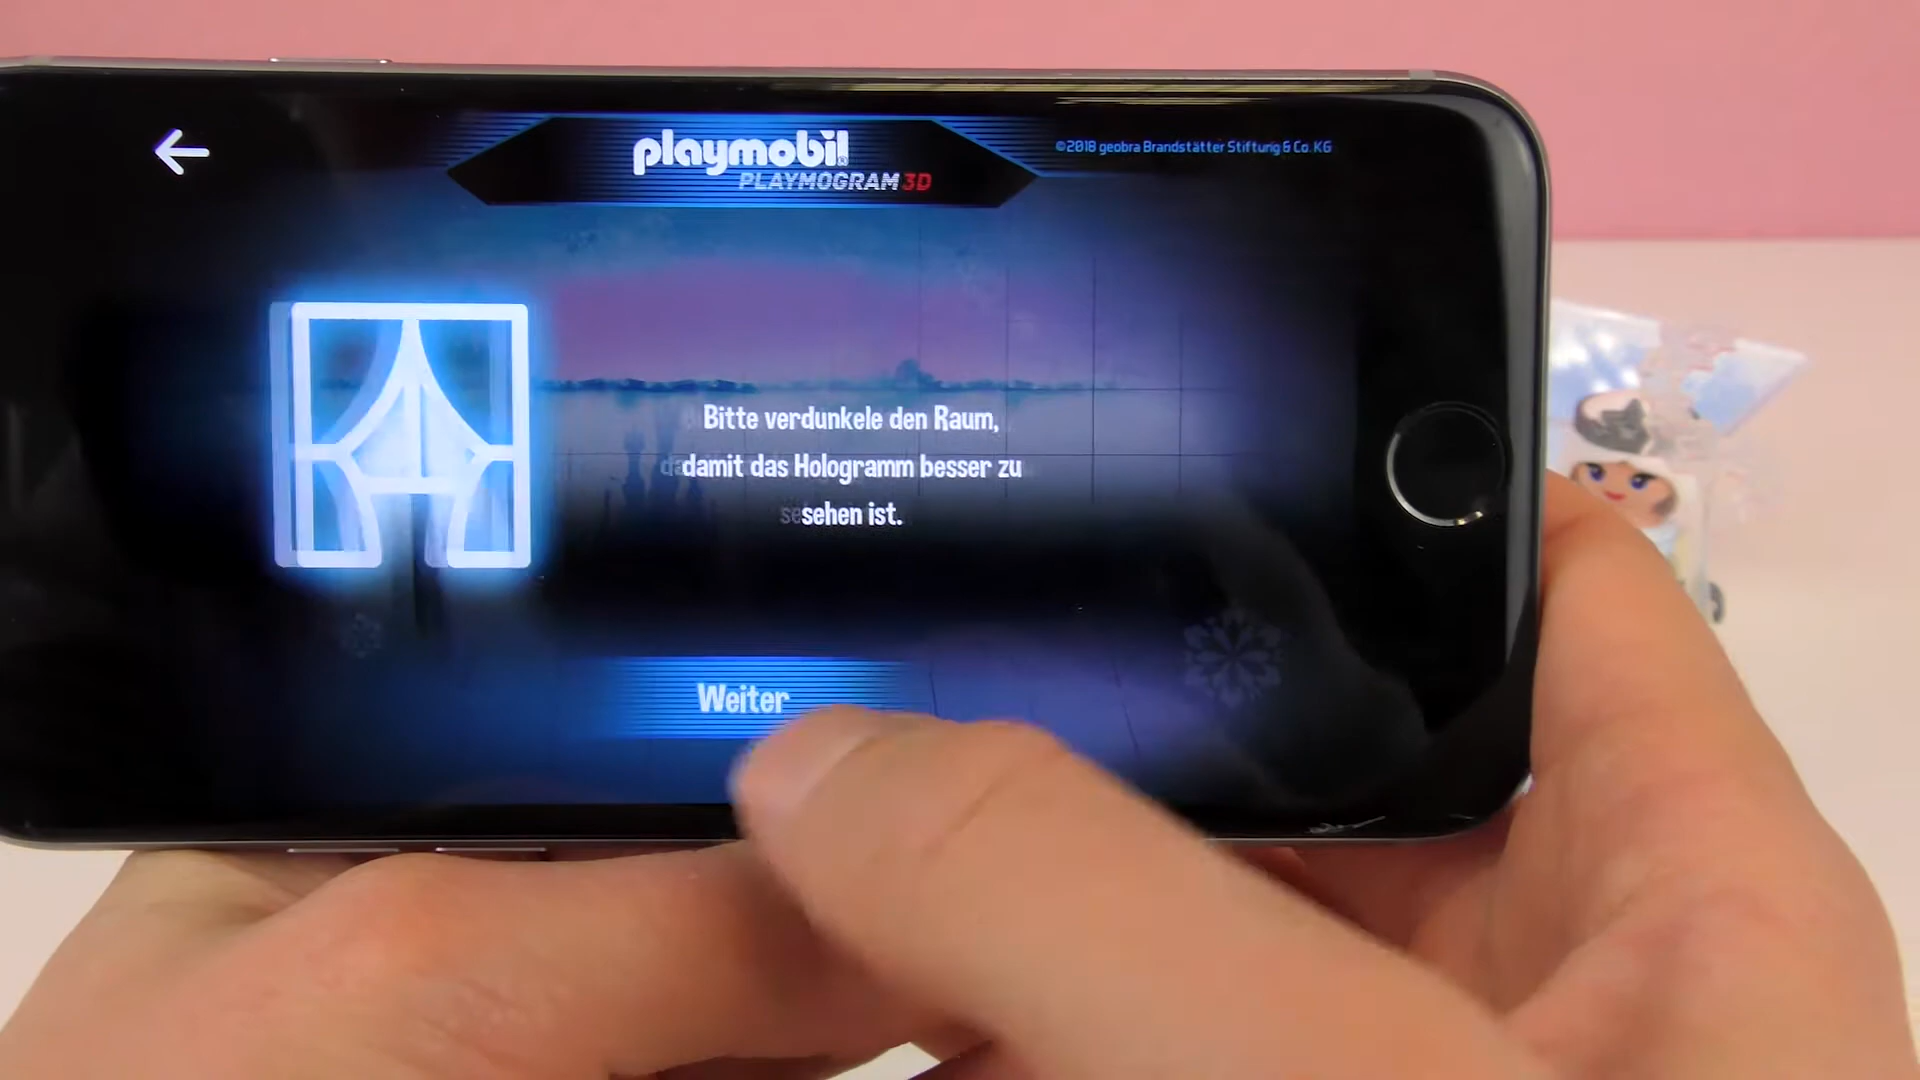 playmobil
PLAYMOGRAM 3D
©2018 geobra Brandstätter Stiftung & Co. KG
Bitte verdunkele den Raum,
damit das Hologramm besser zu
sehen ist.
Weiter